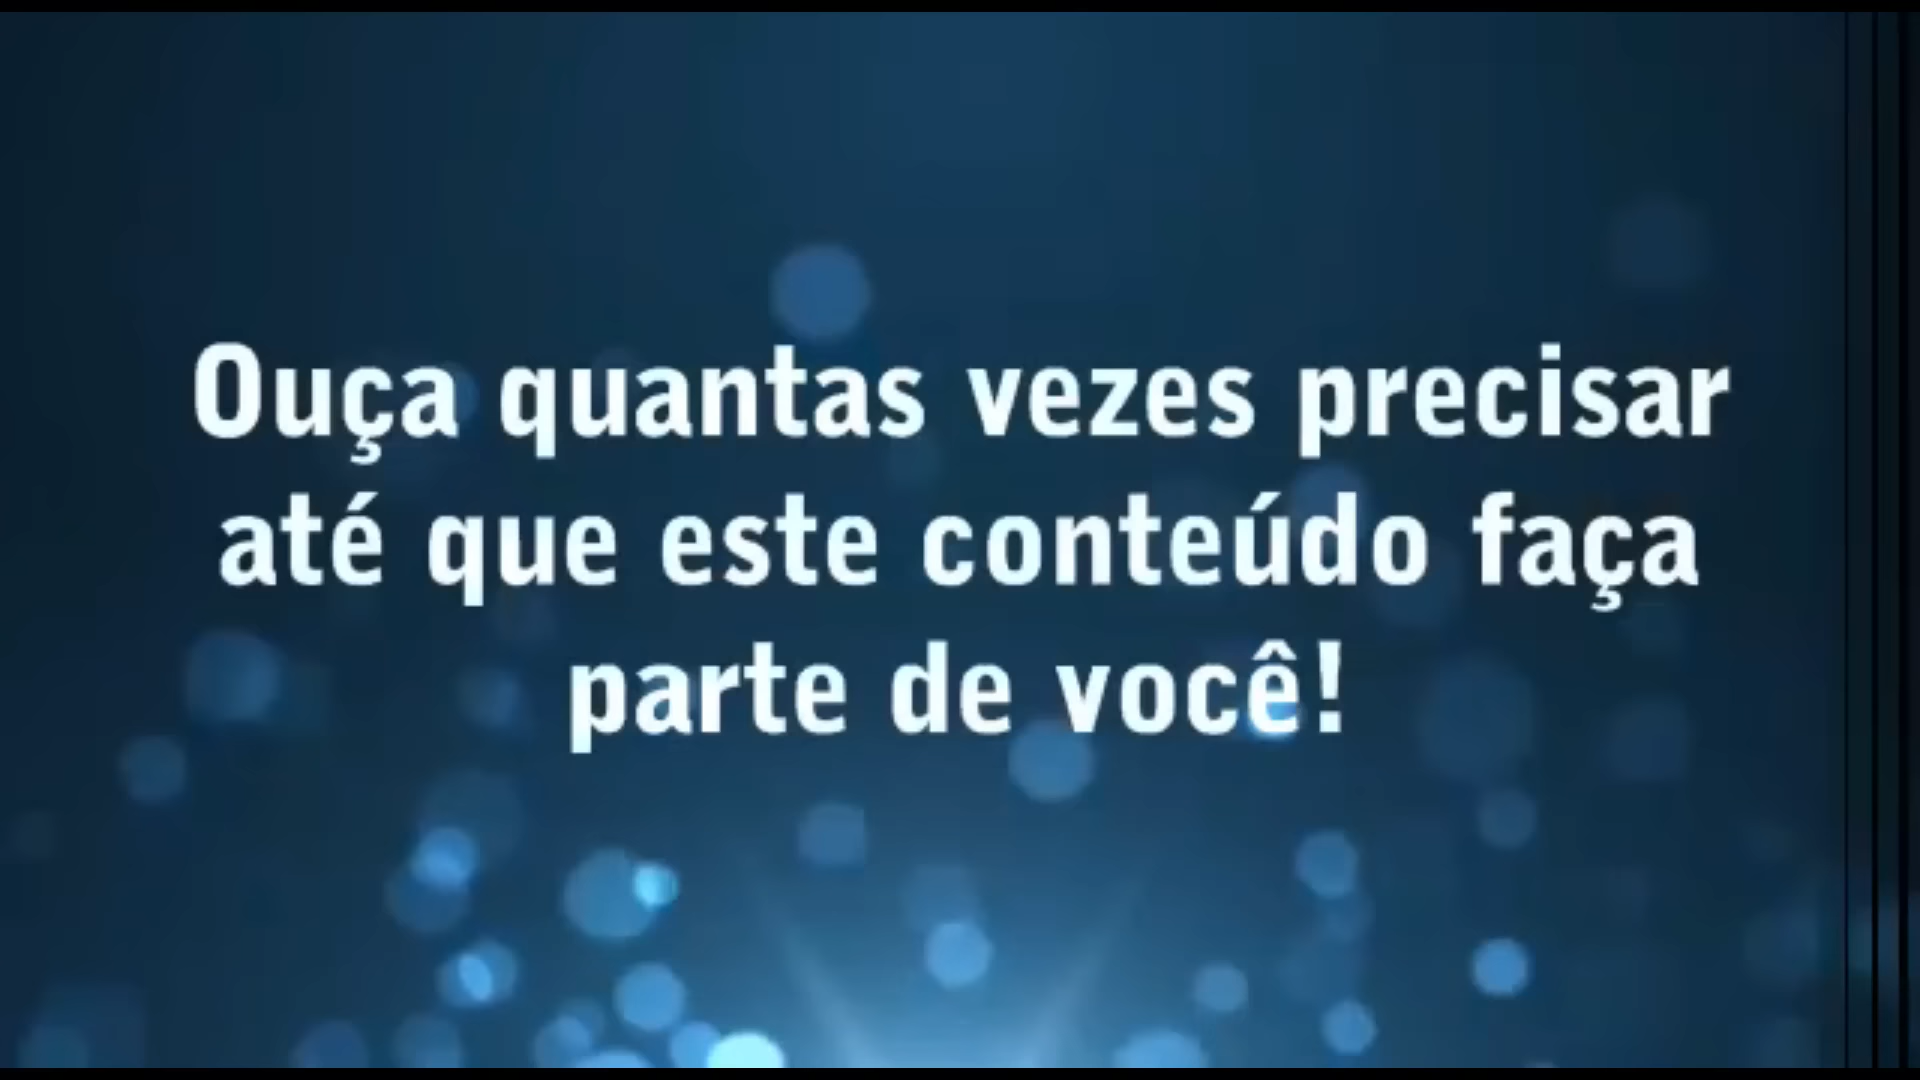 Ouça quantas vezes precisar
até que este conteúdo faça
parte de você!